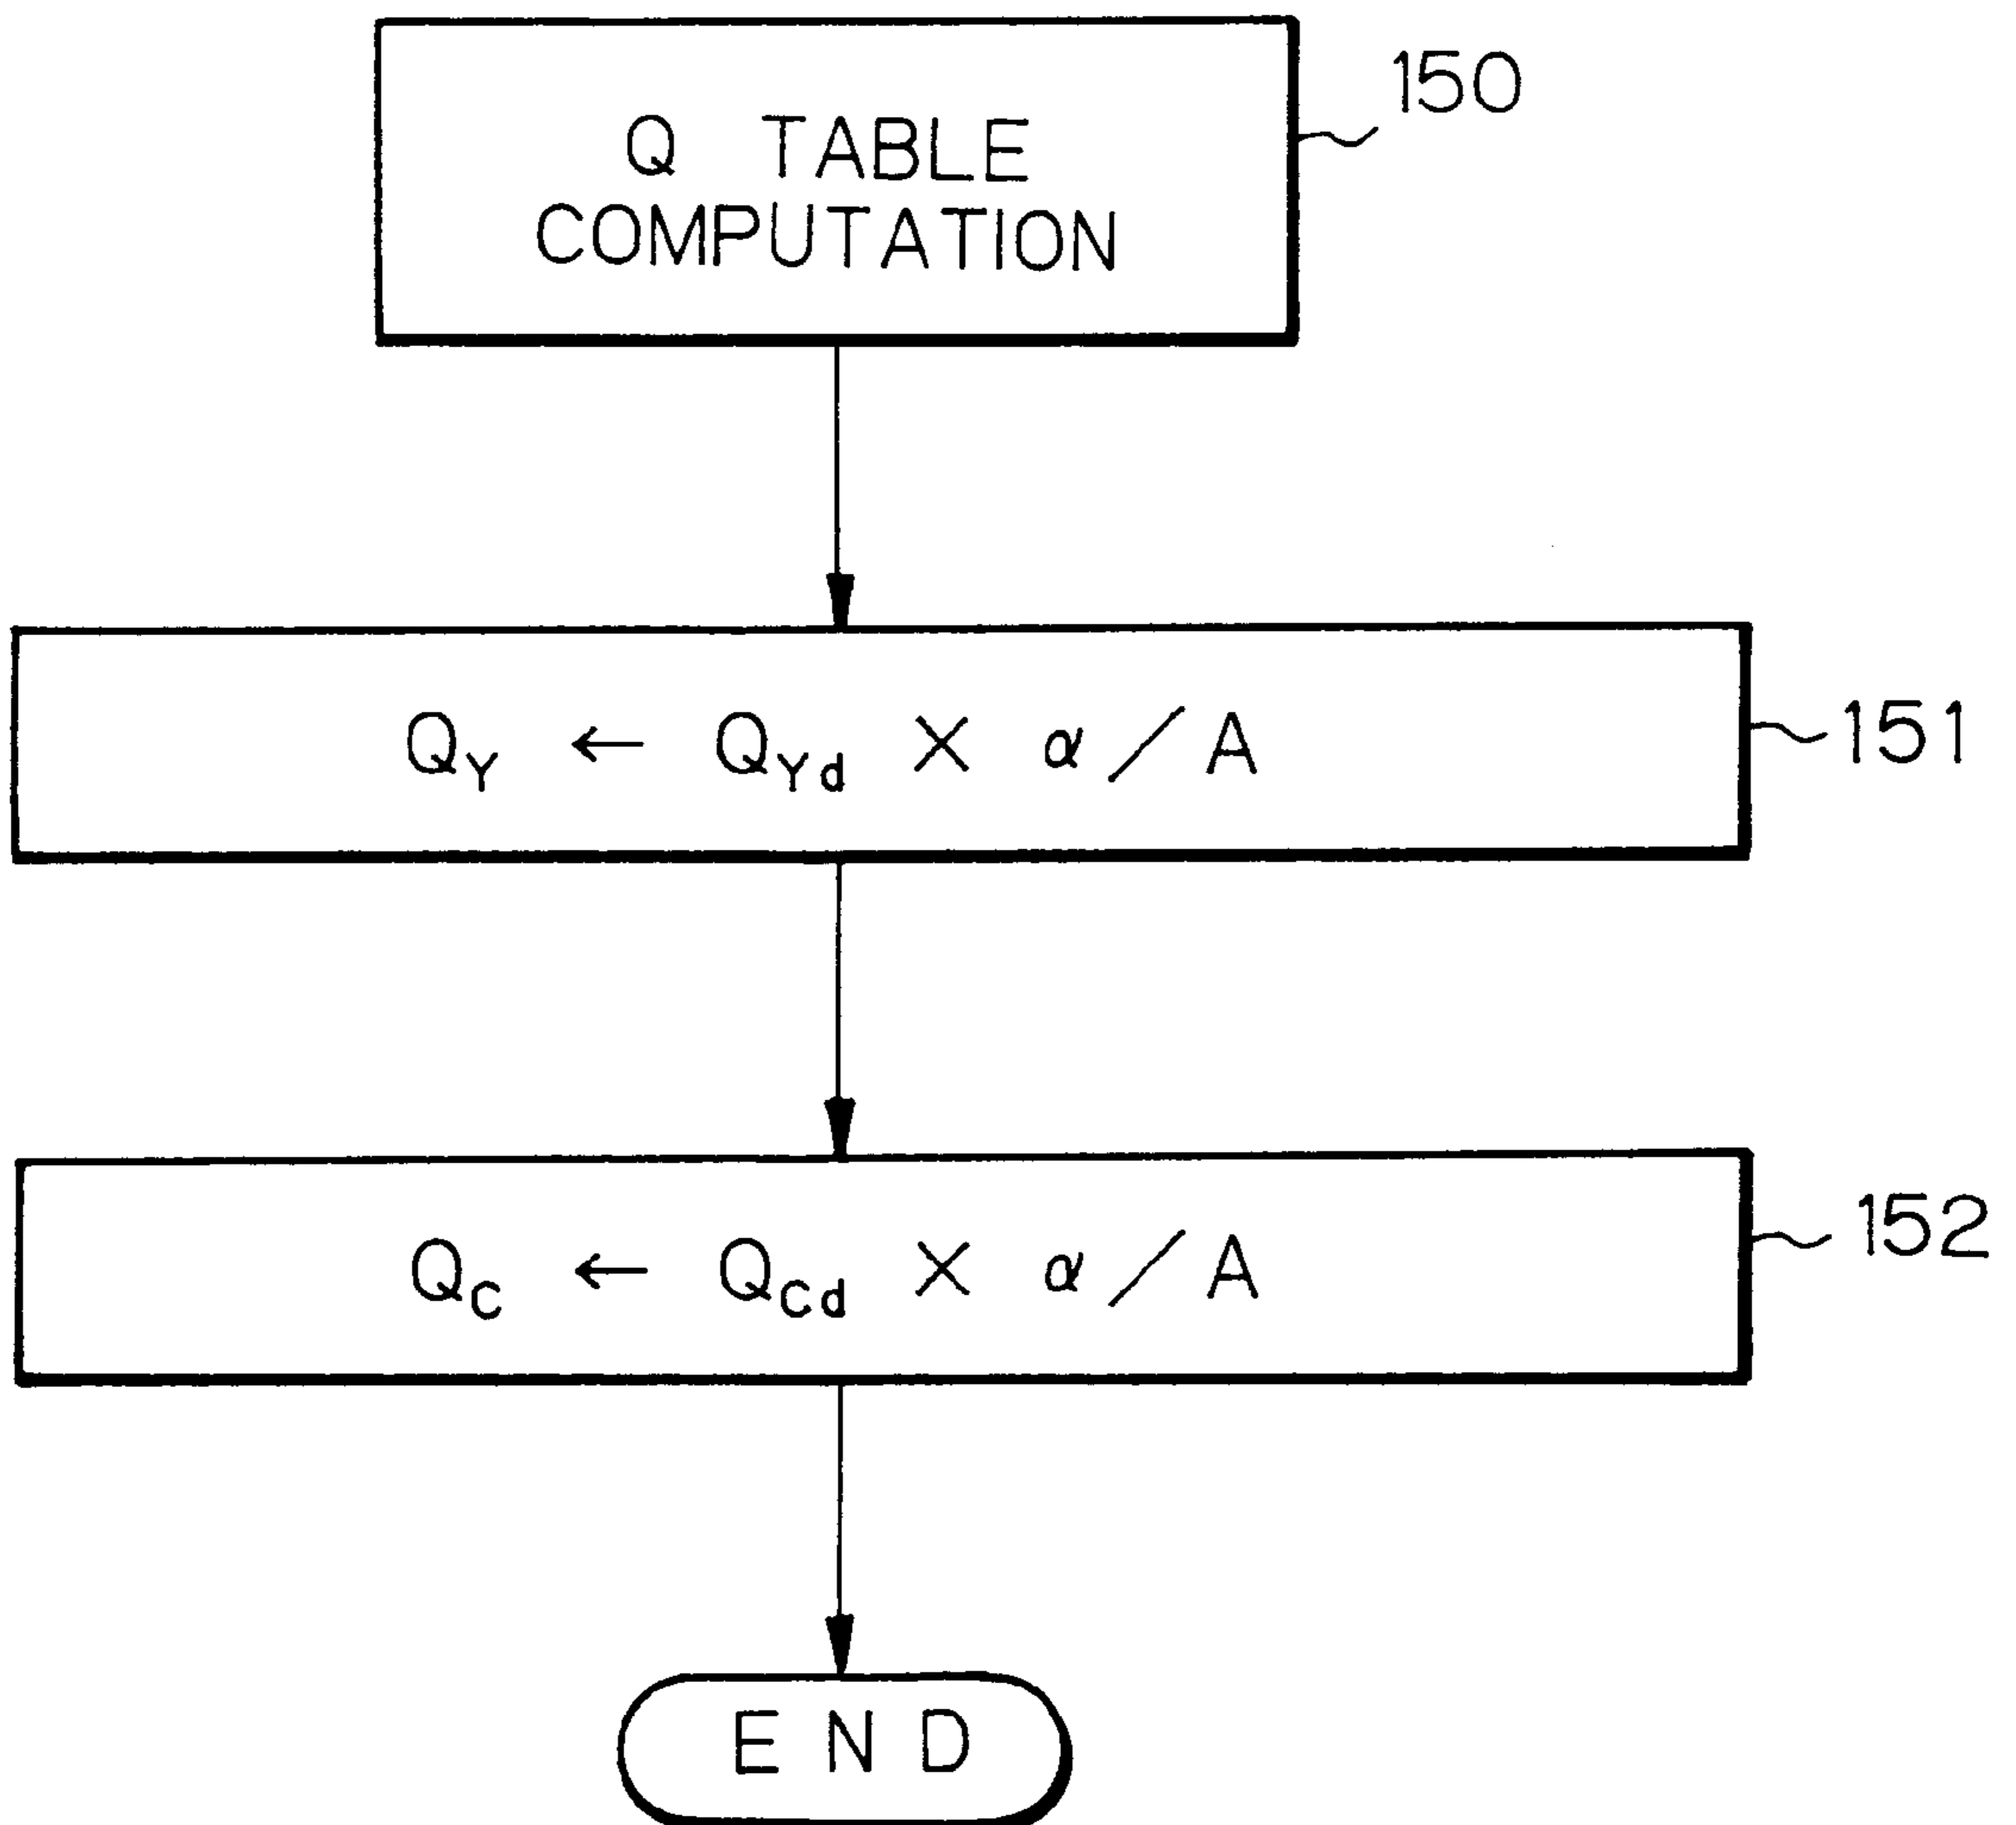 Q TABLE
COMPUTATION
150
Q_Y ← Q_Yd × α/A
151
Q_C ← Q_Cd × α/A
152
END